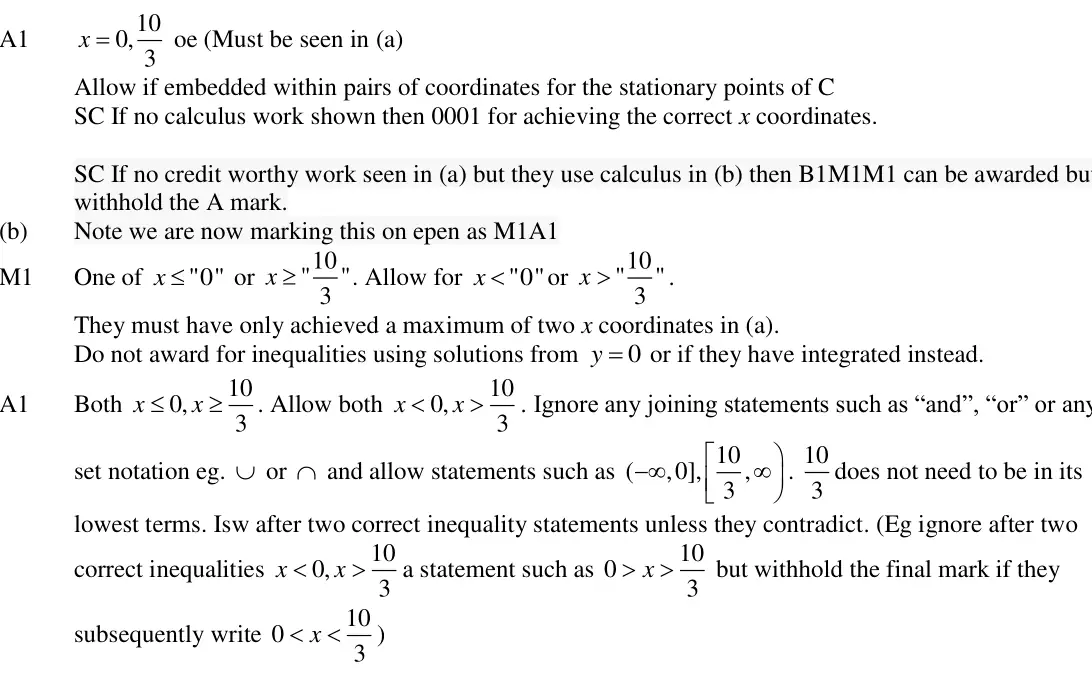 A1 x = 0, 10/3 oe (Must be seen in (a)
Allow if embedded within pairs of coordinates for the stationary points of C
SC If no calculus work shown then 0001 for achieving the correct x coordinates.
SC If no credit worthy work seen in (a) but they use calculus in (b) then B1M1M1 can be awarded bu
withhold the A mark.
(b) Note we are now marking this on epen as M1A1
M1 One of x ≤ "0" or x ≥ "10/3". Allow for x < "0" or x > "10/3".
They must have only achieved a maximum of two x coordinates in (a).
Do not award for inequalities using solutions from y = 0 or if they have integrated instead.
A1 Both x ≤ 0, x ≥ 10/3. Allow both x < 0, x > 10/3. Ignore any joining statements such as “and”, “or” or any
set notation eg. ∪ or ∩ and allow statements such as (−∞, 0], [10/3, ∞). 10/3 does not need to be in its
lowest terms. Isw after two correct inequality statements unless they contradict. (Eg ignore after two
correct inequalities x < 0, x > 10/3 a statement such as 0 > x > 10/3 but withhold the final mark if they
subsequently write 0 < x < 10/3)